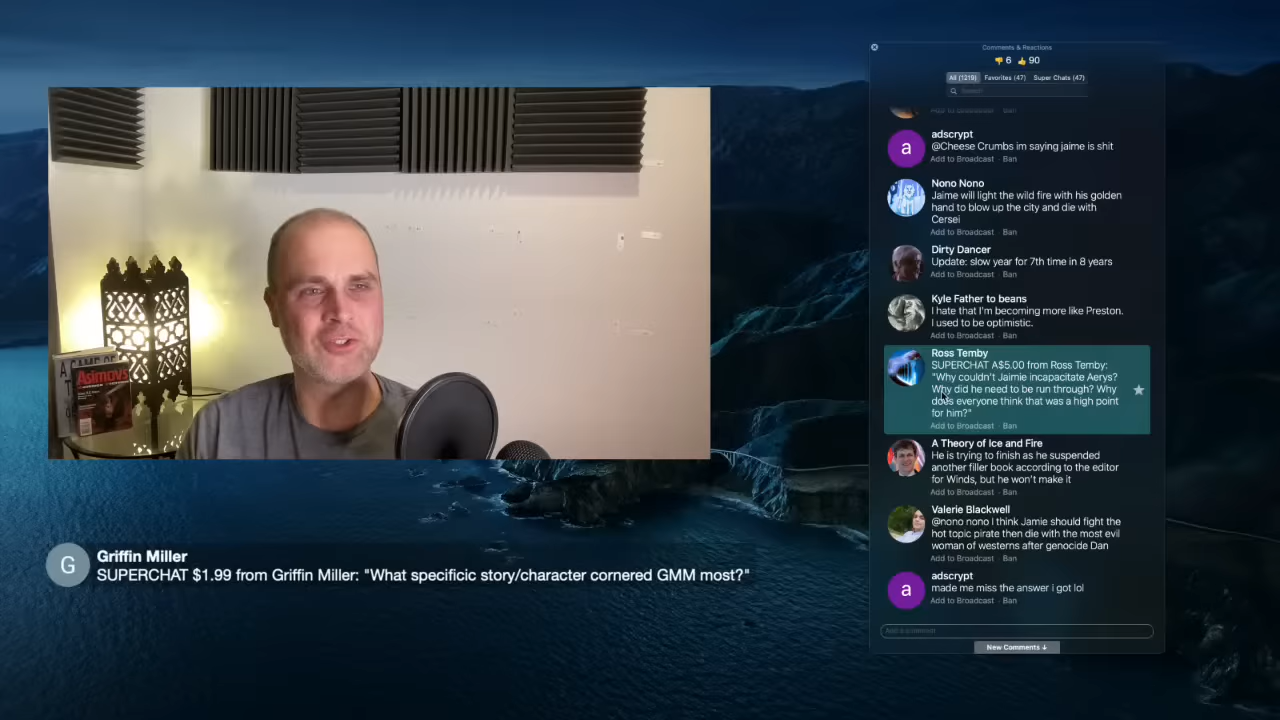 Comments & Reactions
6 90
All (1219) Favorites (47) Super Chats (47)
Search
Add to Broadcast Ban
adscrypt
@Cheese Crumbs im saying jaime is shit
Add to Broadcast · Ban
Nono Nono
Jaime will light the wild fire with his golden
hand to blow up the city and die with
Cersei
Add to Broadcast · Ban
Dirty Dancer
Update: slow year for 7th time in 8 years
Add to Broadcast · Ban
Kyle Father to beans
I hate that I'm becoming more like Preston.
I used to be optimistic.
Add to Broadcast · Ban
Ross Temby
SUPERCHAT A$5.00 from Ross Temby:
"Why couldn't Jaimie incapacitate Aerys?
Why did he need to be run through? Why
does everyone think that was a high point
for him?"
Add to Broadcast · Ban
A Theory of Ice and Fire
He is trying to finish as he suspended
another filler book according to the editor
for Winds, but he won't make it
Add to Broadcast · Ban
Valerie Blackwell
@nono nono I think Jamie should fight the
hot topic pirate then die with the most evil
woman of westerns after genocide Dan
Add to Broadcast · Ban
a
adscrypt
made me miss the answer i got lol
Add to Broadcast · Ban
New Comments ↓
a
A GAME OF
Asimov's
G
Griffin Miller
SUPERCHAT $1.99 from Griffin Miller: "What specificic story/character cornered GMM most?"